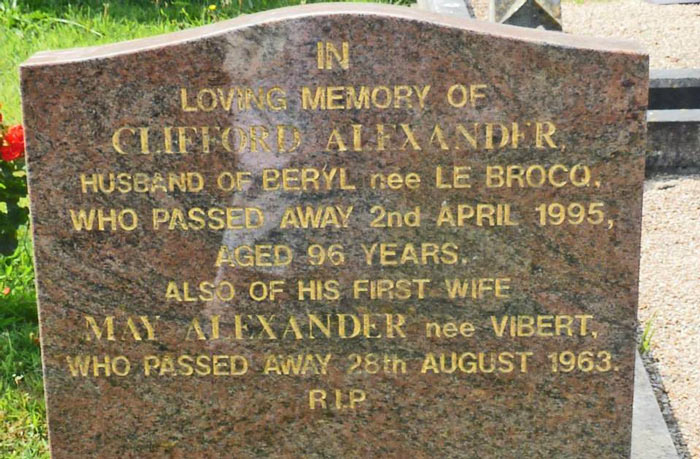 IN
LOVING MEMORY OF
CLIFFORD ALEXANDER,
HUSBAND OF BERYL nee LE BROCQ,
WHO PASSED AWAY 2nd APRIL 1995,
AGED 96 YEARS.
ALSO OF HIS FIRST WIFE
MAY ALEXANDER nee VIBERT,
WHO PASSED AWAY 28th AUGUST 1963.
R.I.P